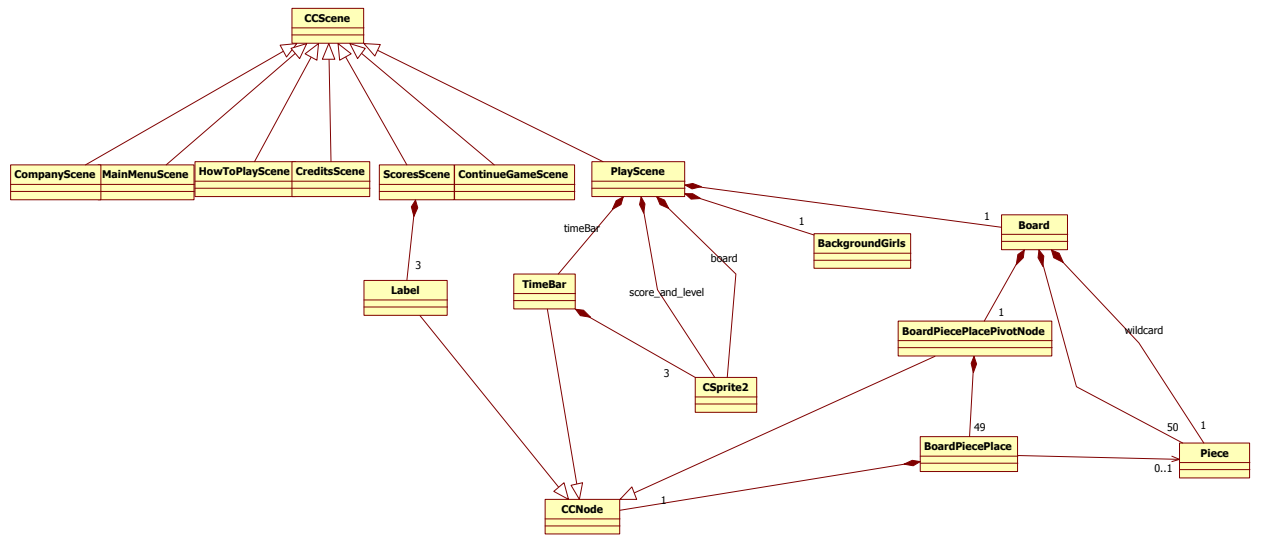 CCScene
CompanyScene
MainMenuScene
HowToPlayScene
CreditsScene
ScoresScene
ContinueGameScene
PlayScene
1
Board
timeBar
1
BackgroundGirls
board
3
Label
TimeBar
score_and_level
1
BoardPiecePlacePivotNode
wildcard
3
CSprite2
49
50
1
BoardPiecePlace
Piece
0..1
1
CCNode